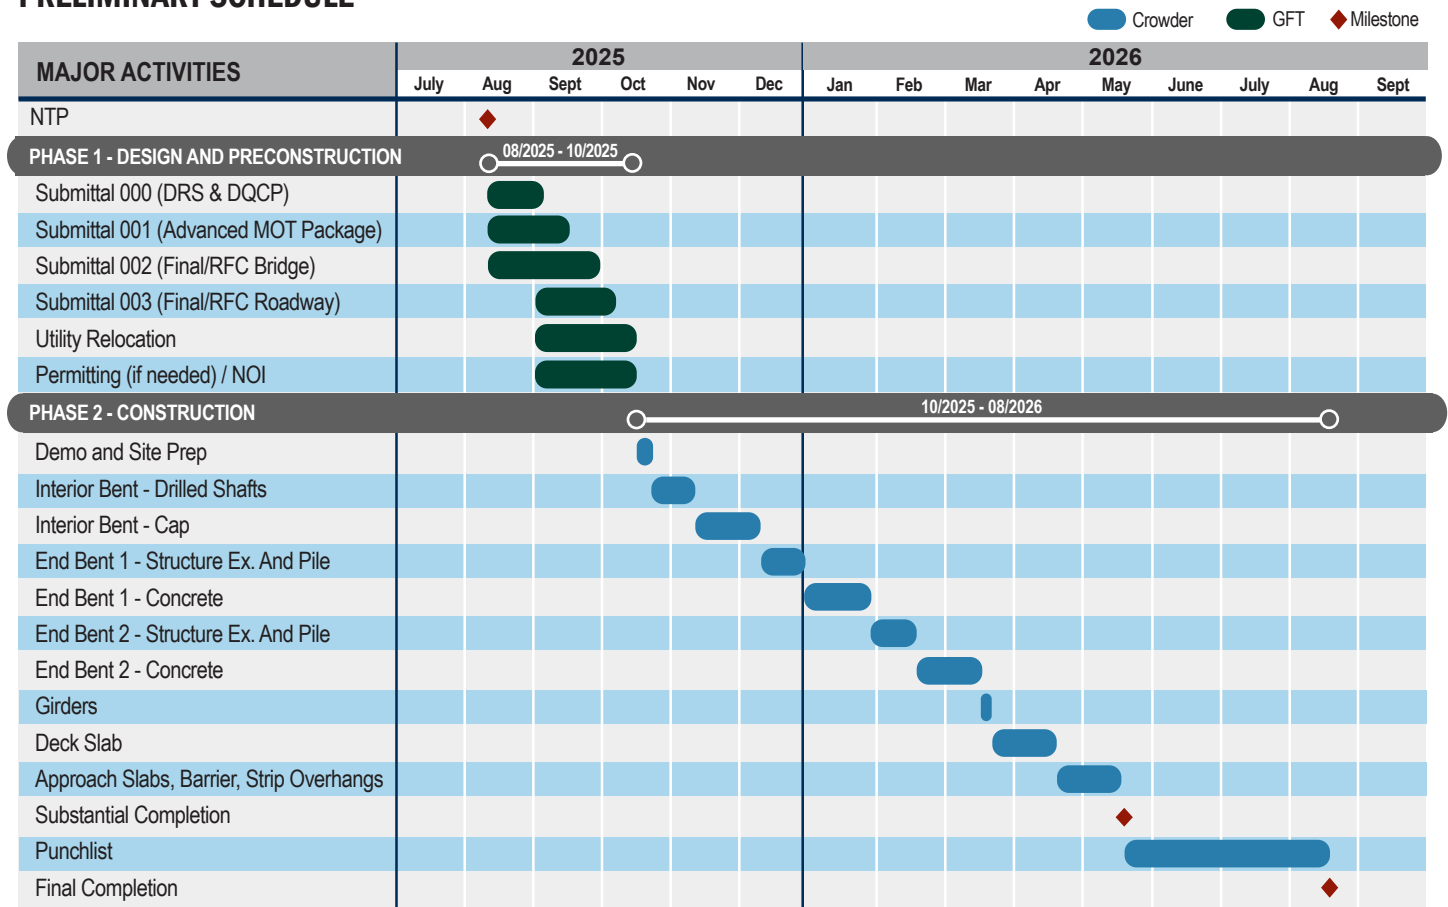 PRELIMINARY SCHEDULE
Crowder GFT Milestone
MAJOR ACTIVITIES 2025 2026
July Aug Sept Oct Nov Dec Jan Feb Mar Apr May June July Aug Sept
NTP
PHASE 1 - DESIGN AND PRECONSTRUCTION 08/2025 - 10/2025
Submittal 000 (DRS & DQCP)
Submittal 001 (Advanced MOT Package)
Submittal 002 (Final/RFC Bridge)
Submittal 003 (Final/RFC Roadway)
Utility Relocation
Permitting (if needed) / NOI
PHASE 2 - CONSTRUCTION 10/2025 - 08/2026
Demo and Site Prep
Interior Bent - Drilled Shafts
Interior Bent - Cap
End Bent 1 - Structure Ex. And Pile
End Bent 1 - Concrete
End Bent 2 - Structure Ex. And Pile
End Bent 2 - Concrete
Girders
Deck Slab
Approach Slabs, Barrier, Strip Overhangs
Substantial Completion
Punchlist
Final Completion